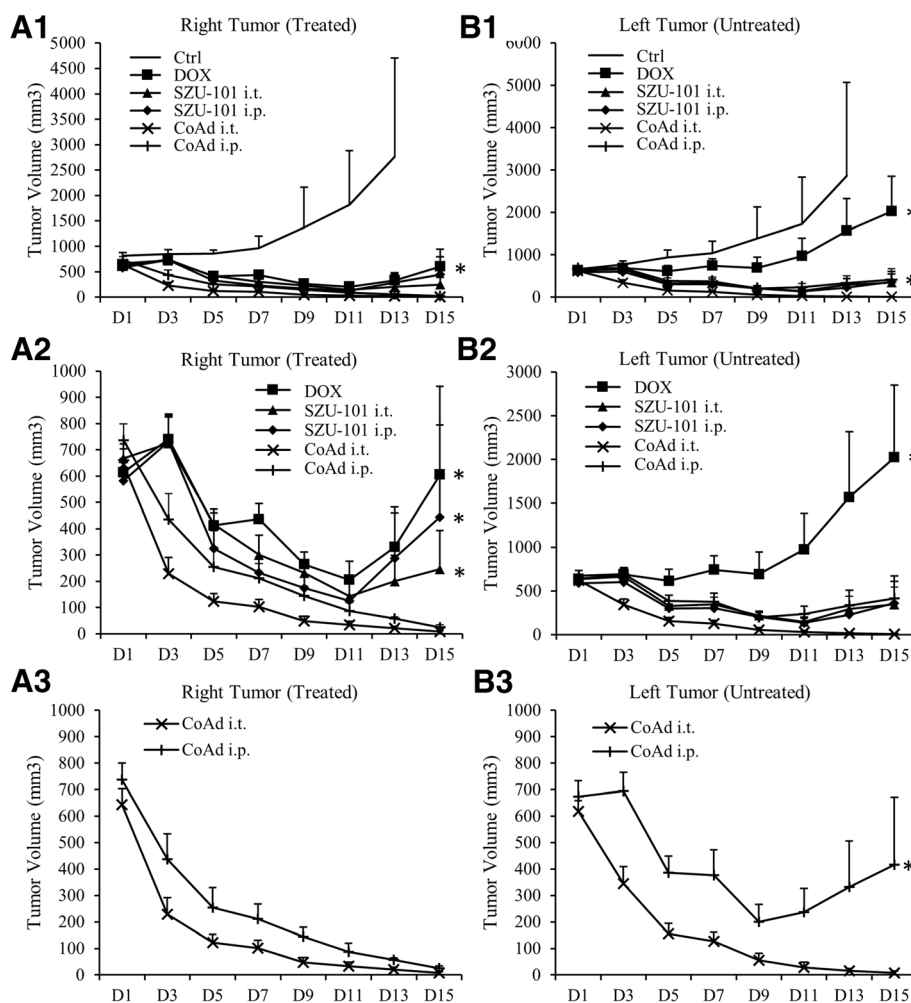 A1
Right Tumor (Treated)
Tumor Volume (mm3)
5000
4500
4000
3500
3000
2500
2000
1500
1000
500
0
Ctrl
DOX
SZU-101 i.t.
SZU-101 i.p.
CoAd i.t.
CoAd i.p.
*
D1 D3 D5 D7 D9 D11 D13 D15
B1
Left Tumor (Untreated)
Tumor Volume (mm3)
6000
5000
4000
3000
2000
1000
0
Ctrl
DOX
SZU-101 i.t.
SZU-101 i.p.
CoAd i.t.
CoAd i.p.
*
*
D1 D3 D5 D7 D9 D11 D13 D15
A2
Right Tumor (Treated)
Tumor Volume (mm3)
1000
900
800
700
600
500
400
300
200
100
0
DOX
SZU-101 i.t.
SZU-101 i.p.
CoAd i.t.
CoAd i.p.
*
*
*
D1 D3 D5 D7 D9 D11 D13 D15
B2
Left Tumor (Untreated)
Tumor Volume (mm3)
3000
2500
2000
1500
1000
500
0
DOX
SZU-101 i.t.
SZU-101 i.p.
CoAd i.t.
CoAd i.p.
*
D1 D3 D5 D7 D9 D11 D13 D15
A3
Right Tumor (Treated)
Tumor Volume (mm3)
1000
900
800
700
600
500
400
300
200
100
0
CoAd i.t.
CoAd i.p.
D1 D3 D5 D7 D9 D11 D13 D15
B3
Left Tumor (Untreated)
Tumor Volume (mm3)
1000
900
800
700
600
500
400
300
200
100
0
CoAd i.t.
CoAd i.p.
*
D1 D3 D5 D7 D9 D11 D13 D15